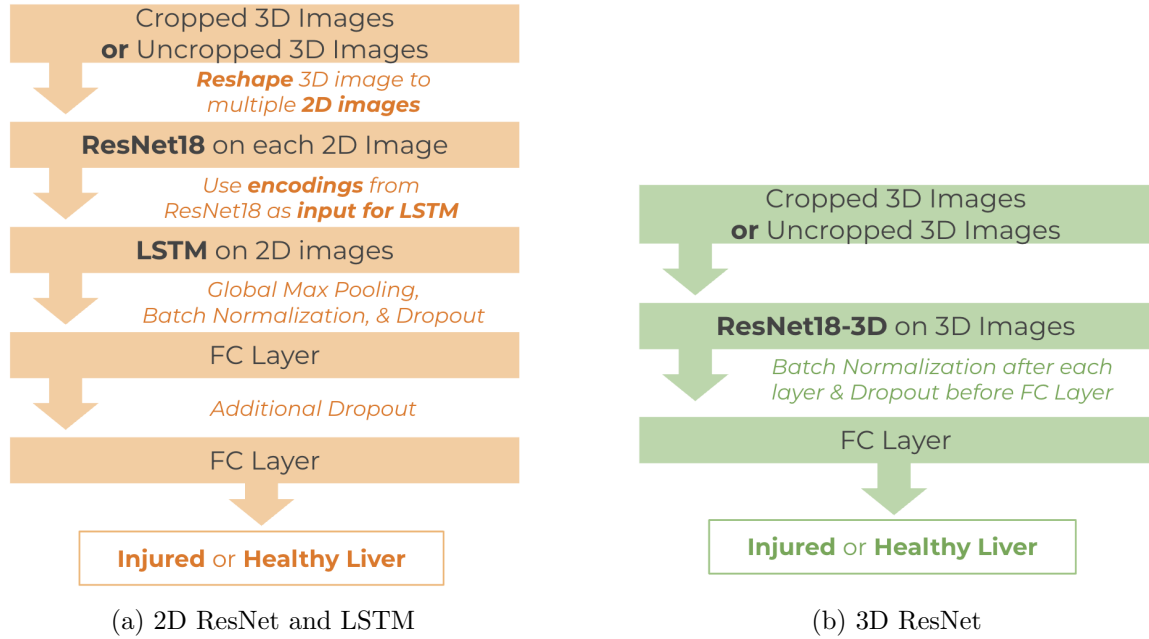 Cropped 3D Images
or Uncropped 3D Images
Reshape 3D image to
multiple 2D images
ResNet18 on each 2D Image
Use encodings from
ResNet18 as input for LSTM
LSTM on 2D images
Global Max Pooling,
Batch Normalization, & Dropout
FC Layer
Additional Dropout
FC Layer
Injured or Healthy Liver
(a) 2D ResNet and LSTM
Cropped 3D Images
or Uncropped 3D Images
ResNet18-3D on 3D Images
Batch Normalization after each
layer & Dropout before FC Layer
FC Layer
Injured or Healthy Liver
(b) 3D ResNet